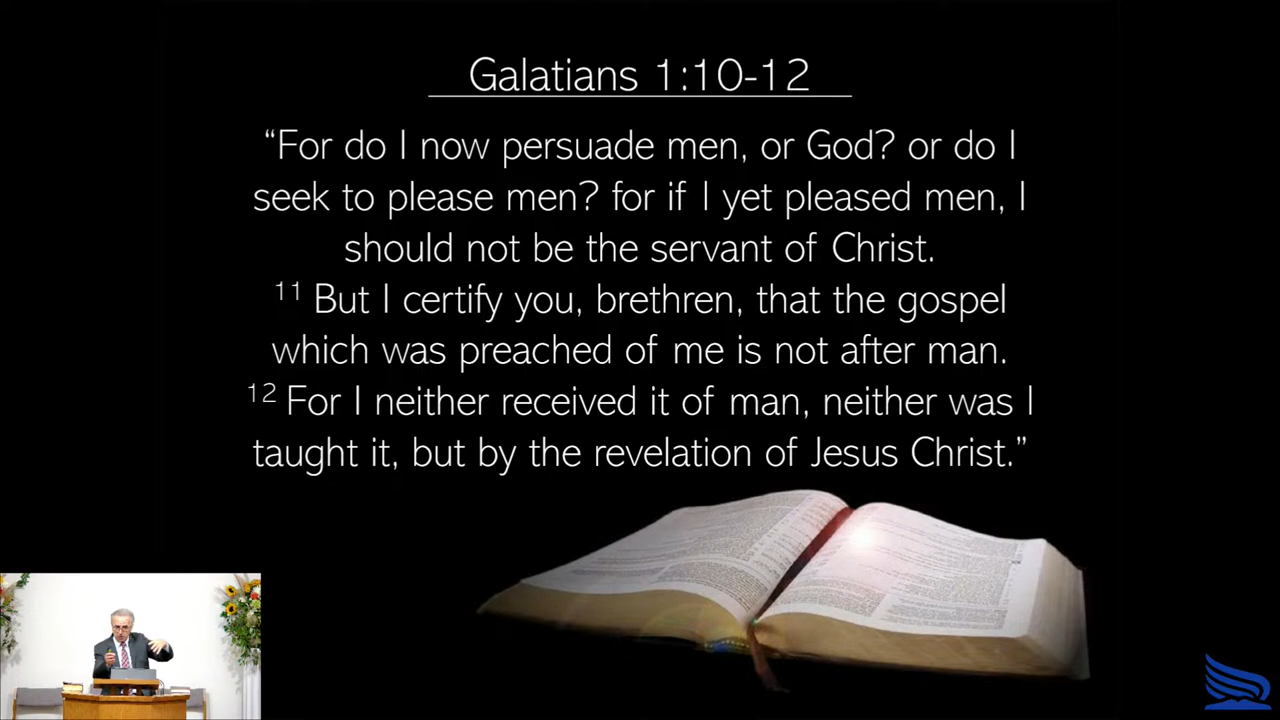 Galatians 1:10-12
“For do I now persuade men, or God? or do I
seek to please men? for if I yet pleased men, I
should not be the servant of Christ.
11 But I certify you, brethren, that the gospel
which was preached of me is not after man.
12 For I neither received it of man, neither was I
taught it, but by the revelation of Jesus Christ.”